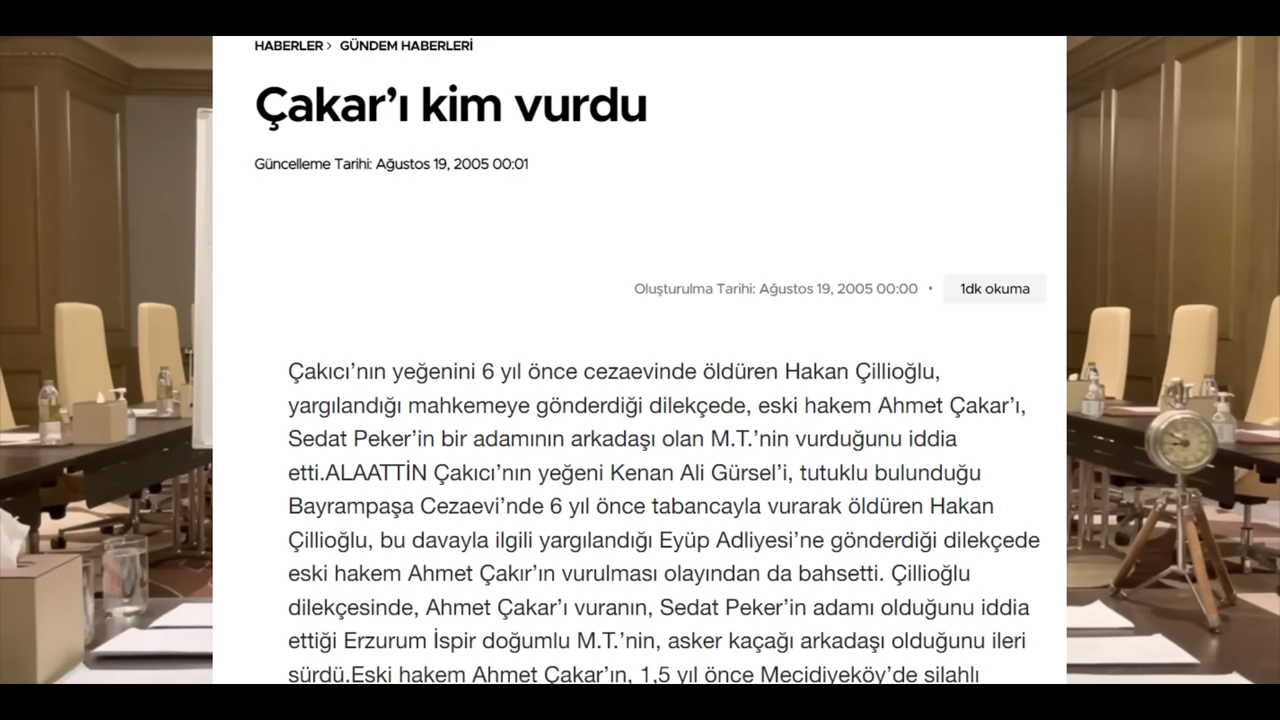 HABERLER > GÜNDEM HABERLERİ
Çakar'ı kim vurdu
Güncelleme Tarihi: Ağustos 19, 2005 00:01
Oluşturulma Tarihi: Ağustos 19, 2005 00:00 • 1dk okuma
Çakıcı'nın yeğenini 6 yıl önce cezaevinde öldüren Hakan Çillioğlu,
yargılandığı mahkemeye gönderdiği dilekçede, eski hakem Ahmet Çakar'ı,
Sedat Peker'in bir adamının arkadaşı olan M.T.'nin vurduğunu iddia
etti.ALAATTİN Çakıcı'nın yeğeni Kenan Ali Gürsel'i, tutuklu bulunduğu
Bayrampaşa Cezaevi'nde 6 yıl önce tabancayla vurarak öldüren Hakan
Çillioğlu, bu davayla ilgili yargılandığı Eyüp Adliyesi'ne gönderdiği dilekçede
eski hakem Ahmet Çakır'ın vurulması olayından da bahsetti. Çillioğlu
dilekçesinde, Ahmet Çakar'ı vuranın, Sedat Peker'in adamı olduğunu iddia
ettiği Erzurum İspir doğumlu M.T.'nin, asker kaçağı arkadaşı olduğunu ileri
sürdü.Eski hakem Ahmet Çakar'ın, 1,5 yıl önce Mecidiyeköy'de silahlı